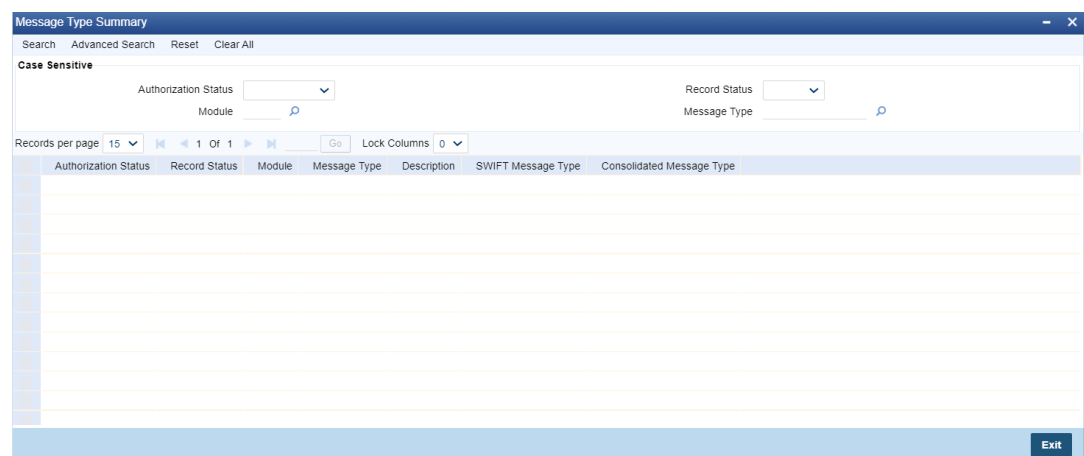 Message Type Summary
Search Advanced Search Reset Clear All
Case Sensitive
Authorization Status Record Status
Module Message Type
Records per page 15 1 Of 1 Go Lock Columns 0
Authorization Status Record Status Module Message Type Description SWIFT Message Type Consolidated Message Type
Exit